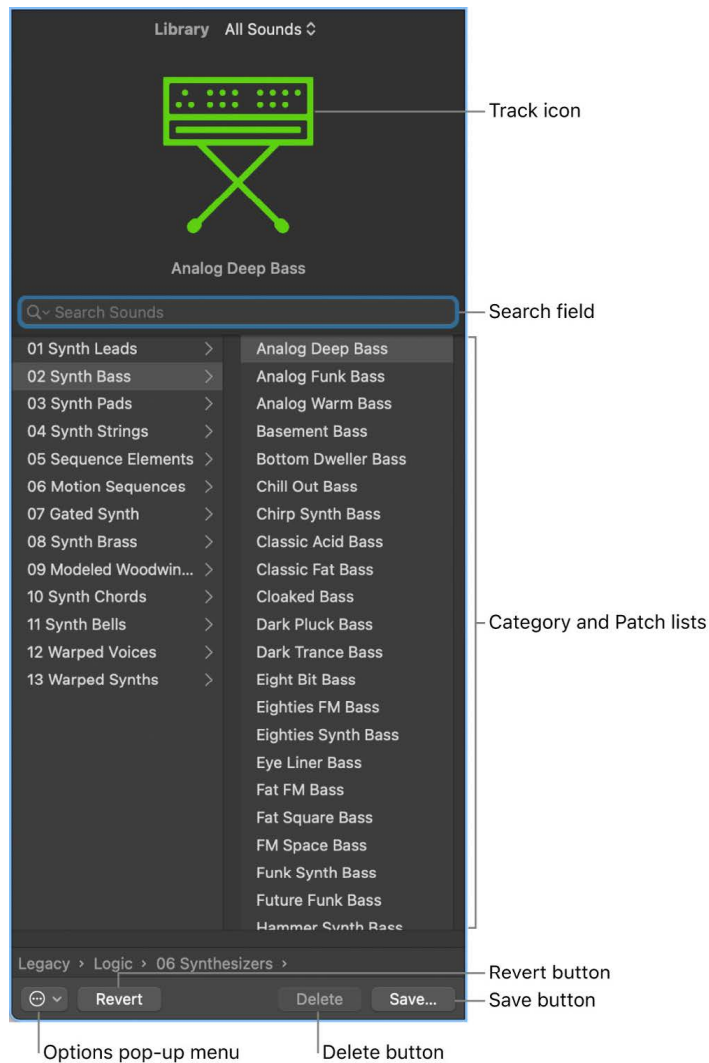 Library All Sounds
Track icon
Analog Deep Bass
Search Sounds
Search field
01 Synth Leads
02 Synth Bass
03 Synth Pads
04 Synth Strings
05 Sequence Elements
06 Motion Sequences
07 Gated Synth
08 Synth Brass
09 Modeled Woodwin...
10 Synth Chords
11 Synth Bells
12 Warped Voices
13 Warped Synths
Analog Deep Bass
Analog Funk Bass
Analog Warm Bass
Basement Bass
Bottom Dweller Bass
Chill Out Bass
Chirp Synth Bass
Classic Acid Bass
Classic Fat Bass
Cloaked Bass
Dark Pluck Bass
Dark Trance Bass
Eight Bit Bass
Eighties FM Bass
Eighties Synth Bass
Eye Liner Bass
Fat FM Bass
Fat Square Bass
FM Space Bass
Funk Synth Bass
Future Funk Bass
Hammer Synth Bass
Category and Patch lists
Legacy › Logic › 06 Synthesizers ›
Revert button
Revert Delete Save...
Save button
Options pop-up menu
Delete button